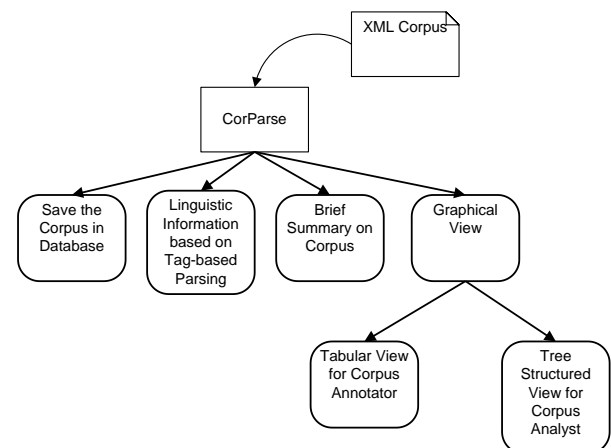 XML Corpus
CorParse
Save the
Corpus in
Database
Linguistic
Information
based on
Tag-based
Parsing
Brief
Summary on
Corpus
Graphical
View
Tabular View
for Corpus
Annotator
Tree
Structured
View for
Corpus
Analyst